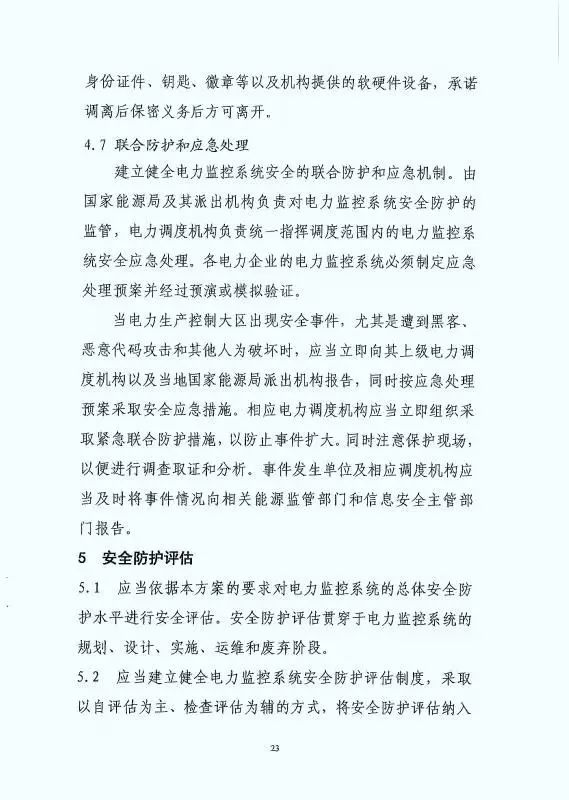 身份证件、钥匙、徽章等以及机构提供的软硬件设备，承诺
调离后保密义务后方可离开。
4.7 联合防护和应急处理
建立健全电力监控系统安全的联合防护和应急机制。由
国家能源局及其派出机构负责对电力监控系统安全防护的
监管，电力调度机构负责统一指挥调度范围内的电力监控系
统安全应急处理。各电力企业的电力监控系统必须制定应急
处理预案并经过预演或模拟验证。
当电力生产控制大区出现安全事件，尤其是遭到黑客、
恶意代码攻击和其他人为破坏时，应当立即向其上级电力调
度机构以及当地国家能源局派出机构报告，同时按应急处理
预案采取安全应急措施。相应电力调度机构应当立即组织采
取紧急联合防护措施，以防止事件扩大。同时注意保护现场，
以便进行调查取证和分析。事件发生单位及相应调度机构应
当及时将事件情况向相关能源监管部门和信息安全主管部
门报告。
5 安全防护评估
5.1 应当依据本方案的要求对电力监控系统的总体安全防
护水平进行安全评估。安全防护评估贯穿于电力监控系统的
规划、设计、实施、运维和废弃阶段。
5.2 应当建立健全电力监控系统安全防护评估制度，采取
以自评估为主、检查评估为辅的方式，将安全防护评估纳入
23